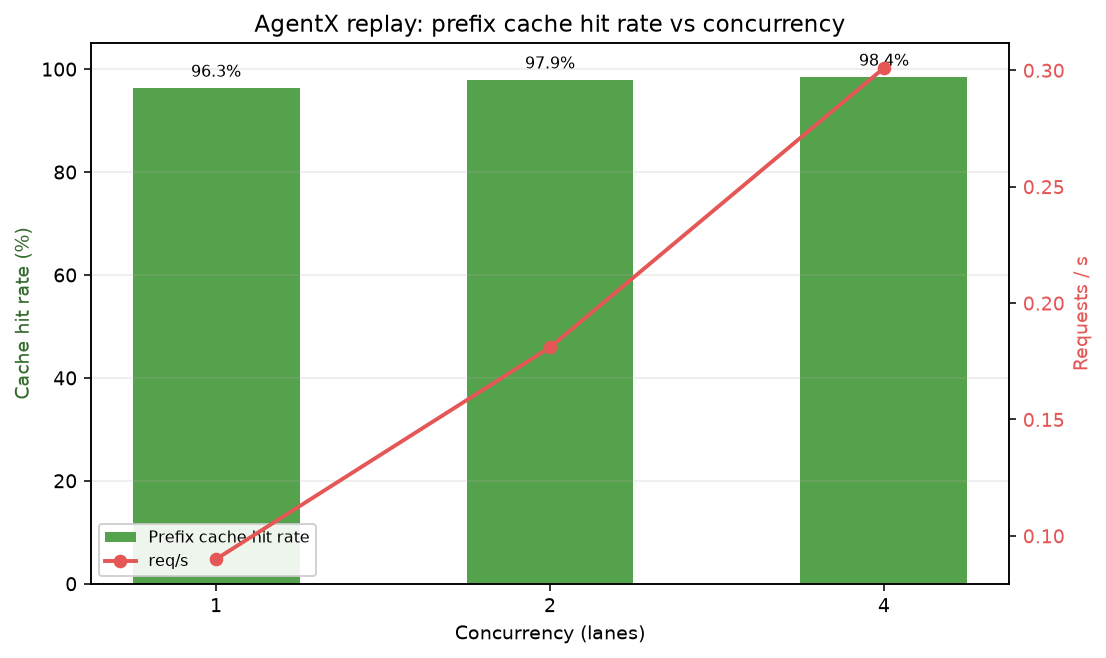 AgentX replay: prefix cache hit rate vs concurrency
96.3%
97.9%
98.4%
100
80
60
40
20
0
Cache hit rate (%)
0.30
0.25
0.20
0.15
0.10
Requests / s
Prefix cache hit rate
req/s
1
2
4
Concurrency (lanes)